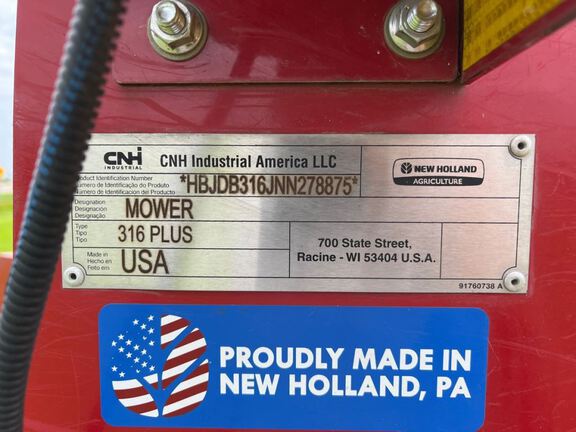 CNH
INDUSTRIAL
CNH Industrial America LLC
NEW HOLLAND
AGRICULTURE
Product Identification Number
Número de Identificação do Produto
Número de Identificación del Producto
*HBJDB316JNN278875*
Designation
Designación
Designação
MOWER
Type
Tipo
Tipo
316 PLUS
Made in
Hecho en
Feito em
USA
700 State Street,
Racine - WI 53404 U.S.A.
91760738 A
PROUDLY MADE IN
NEW HOLLAND, PA